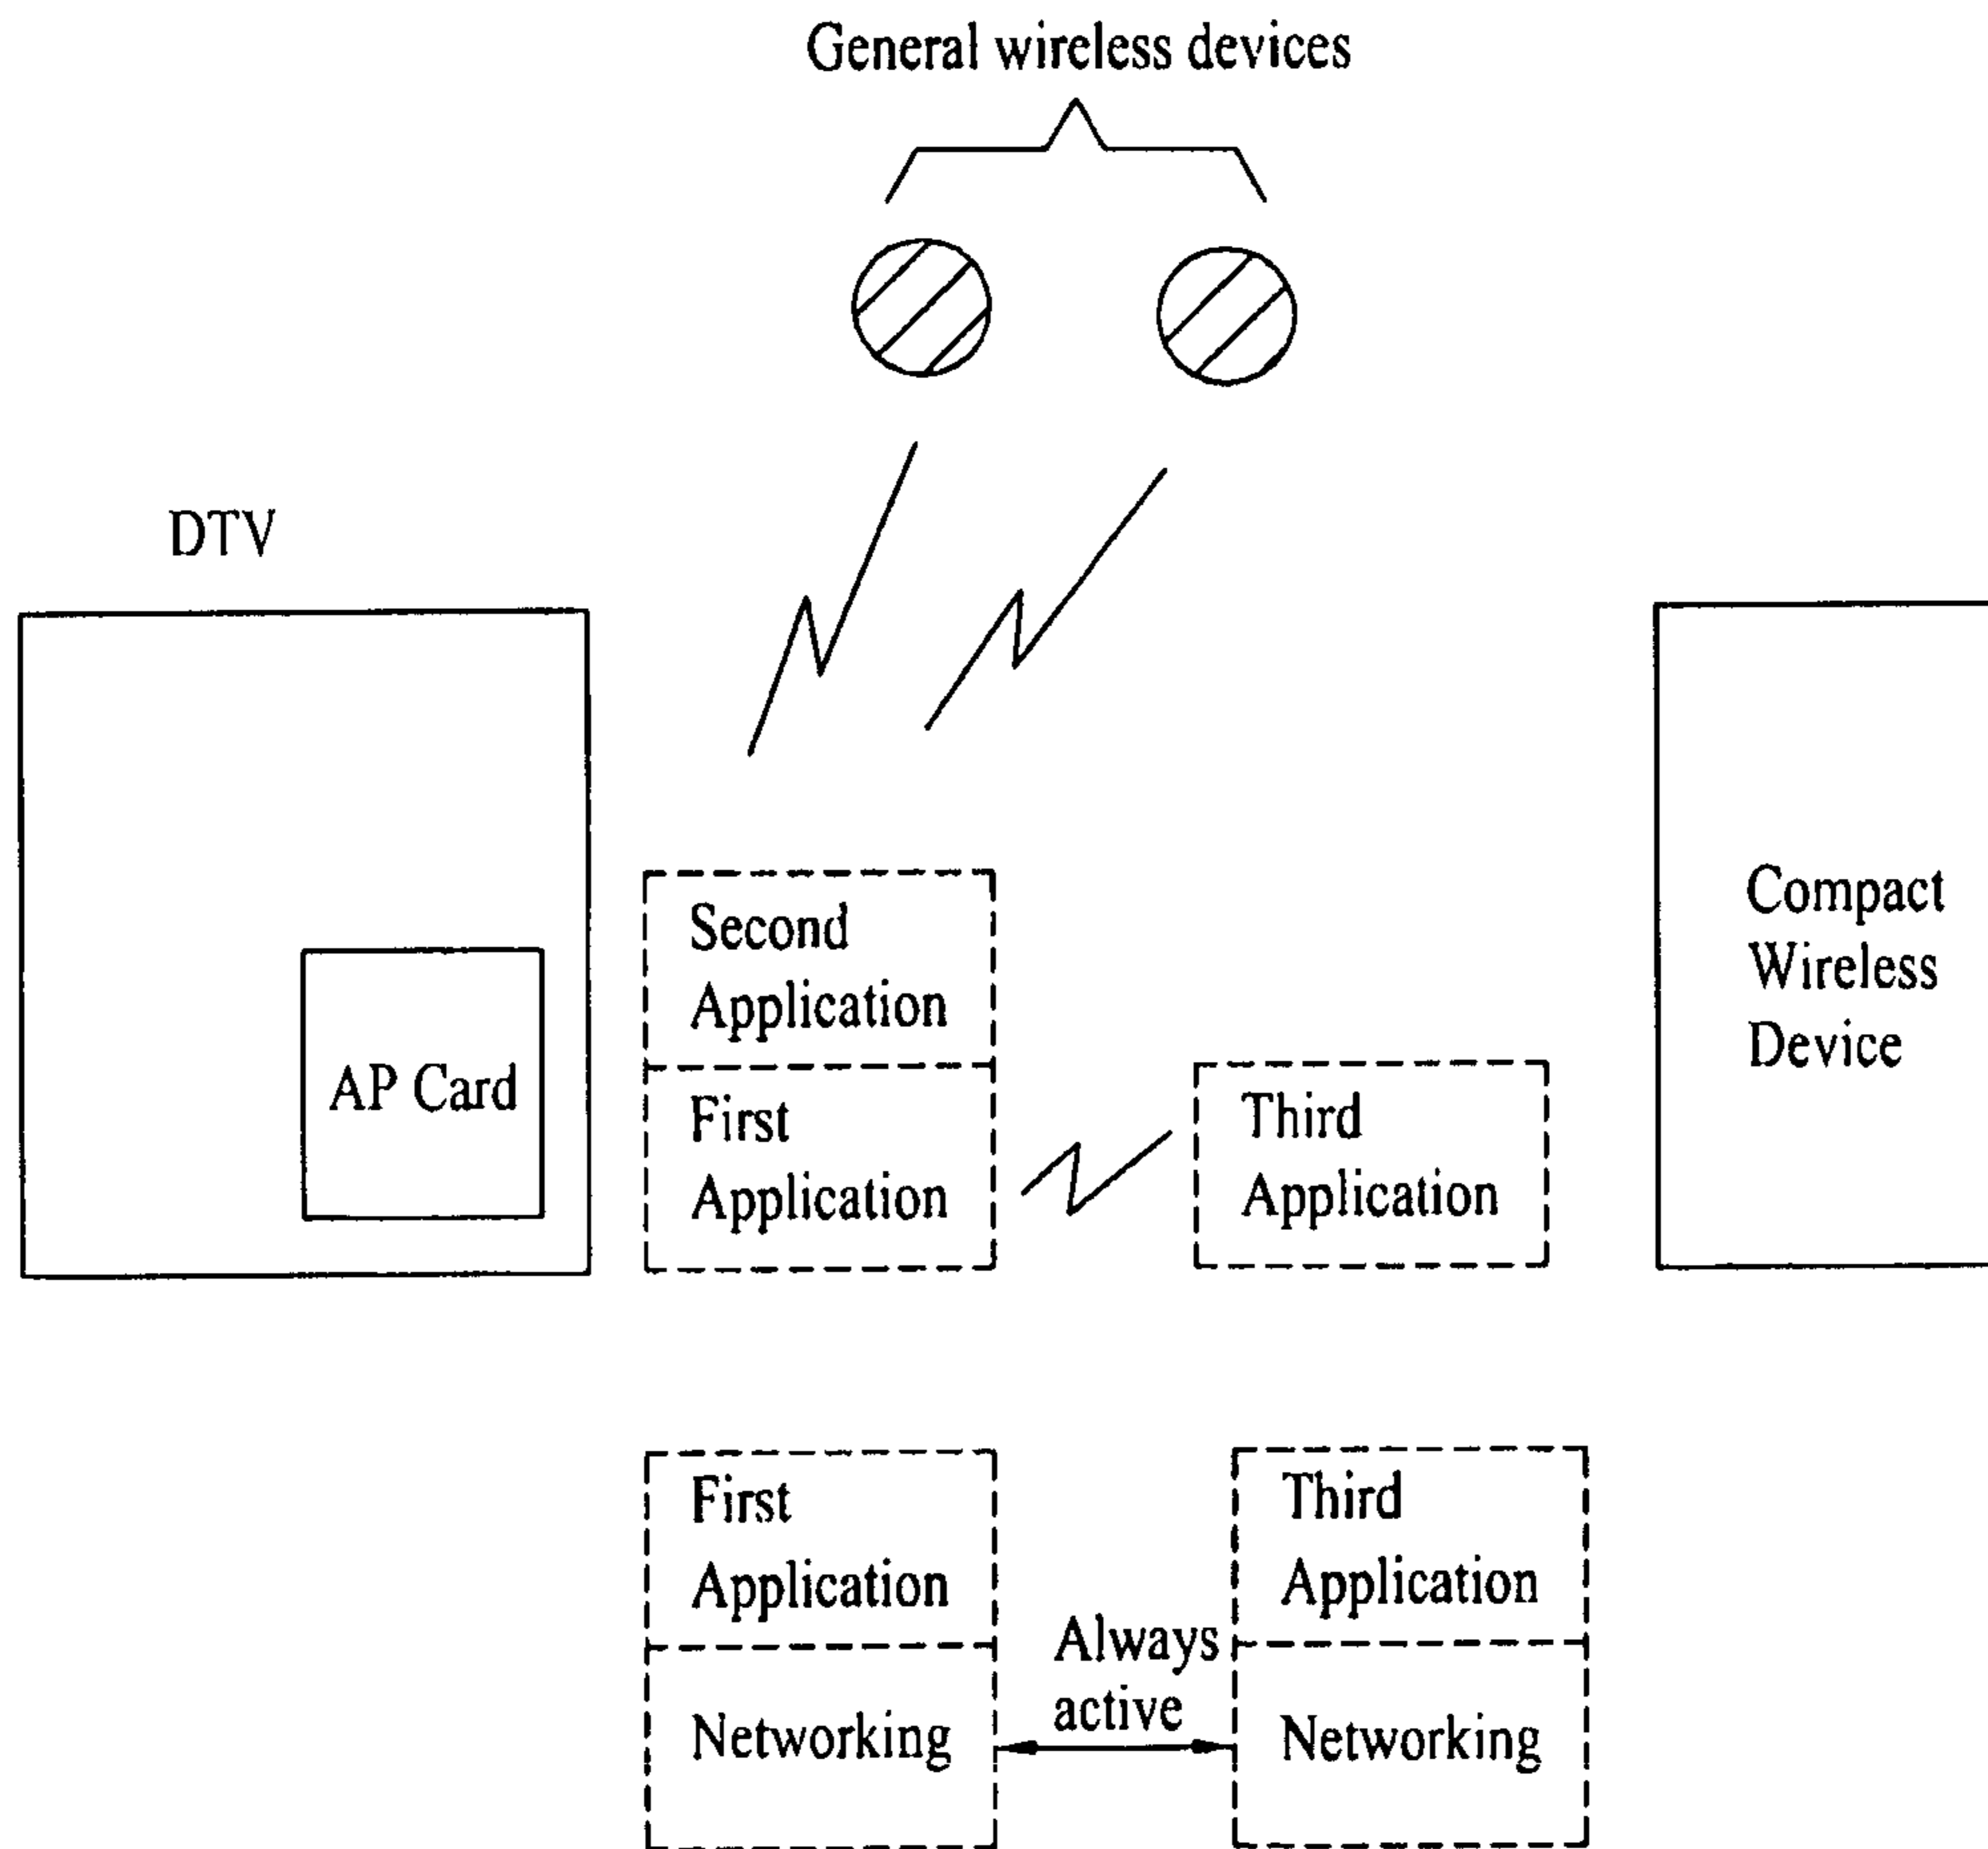 General wireless devices
DTV
AP Card
Second
Application
First
Application
Third
Application
Compact
Wireless
Device
First
Application
Networking
Always
active
Third
Application
Networking